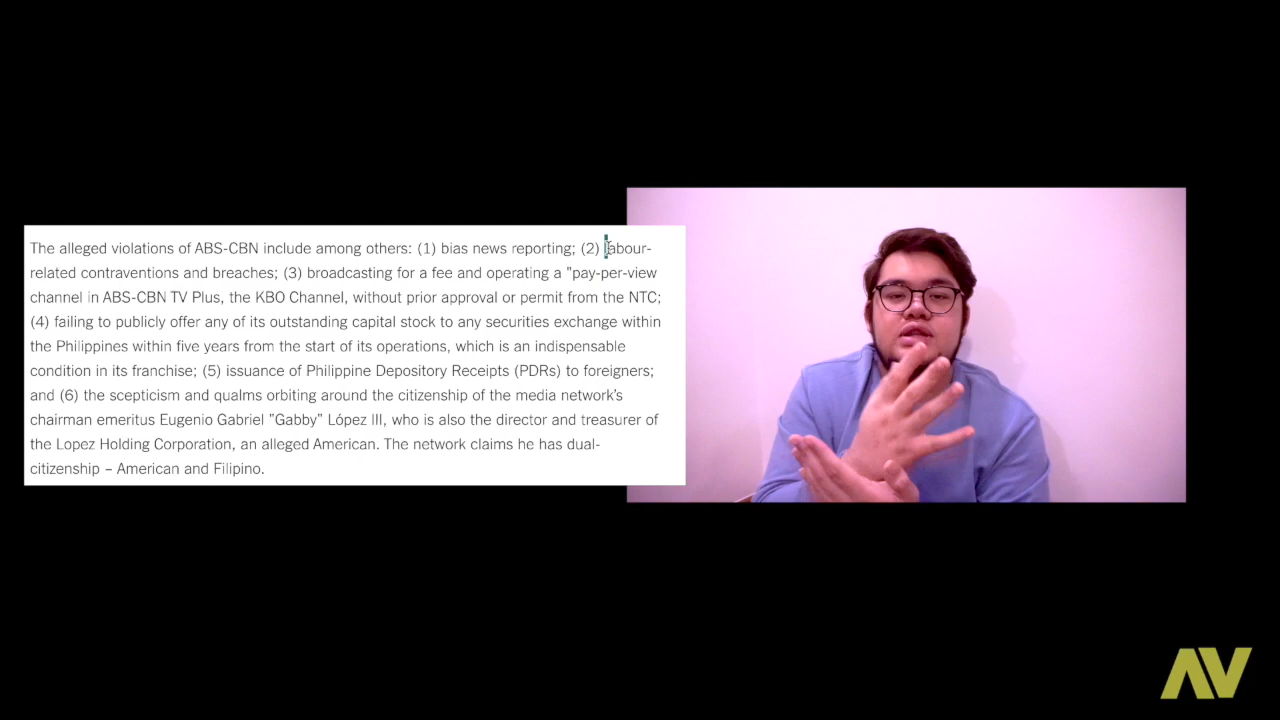 The alleged violations of ABS-CBN include among others: (1) bias news reporting; (2) labour-
related contraventions and breaches; (3) broadcasting for a fee and operating a "pay-per-view
channel in ABS-CBN TV Plus, the KBO Channel, without prior approval or permit from the NTC;
(4) failing to publicly offer any of its outstanding capital stock to any securities exchange within
the Philippines within five years from the start of its operations, which is an indispensable
condition in its franchise; (5) issuance of Philippine Depository Receipts (PDRs) to foreigners;
and (6) the scepticism and qualms orbiting around the citizenship of the media network's
chairman emeritus Eugenio Gabriel "Gabby" López III, who is also the director and treasurer of
the Lopez Holding Corporation, an alleged American. The network claims he has dual-
citizenship – American and Filipino.
AV